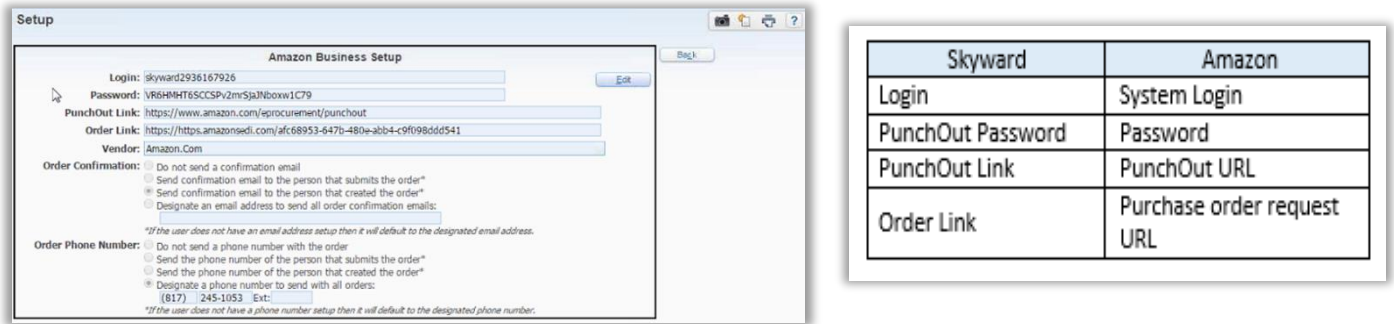 Setup
Amazon Business Setup
Back
Edit
Login: skyward2936167926
Password:
PunchOut Link: https://www.amazon.com/eprocurement/punchout
Order Link: https://https.amazonsedi.com/afc68953-647b-480e-abb4-c9f098ddd541
Vendor: Amazon.Com
Order Confirmation: Do not send a confirmation email
Send confirmation email to the person that submits the order*
Send confirmation email to the person that created the order*
Designate an email address to send all order confirmation emails:
*If the user does not have an email address setup then it will default to the designated email address.
Order Phone Number: Do not send a phone number with the order
Send the phone number of the person that submits the order*
Send the phone number of the person that created the order*
Designate a phone number to send with all orders:
(817) 245-1053 Ext:
*If the user does not have a phone number setup then it will default to the designated phone number.
Skyward Amazon
Login System Login
PunchOut Password Password
PunchOut Link PunchOut URL
Order Link Purchase order request
URL